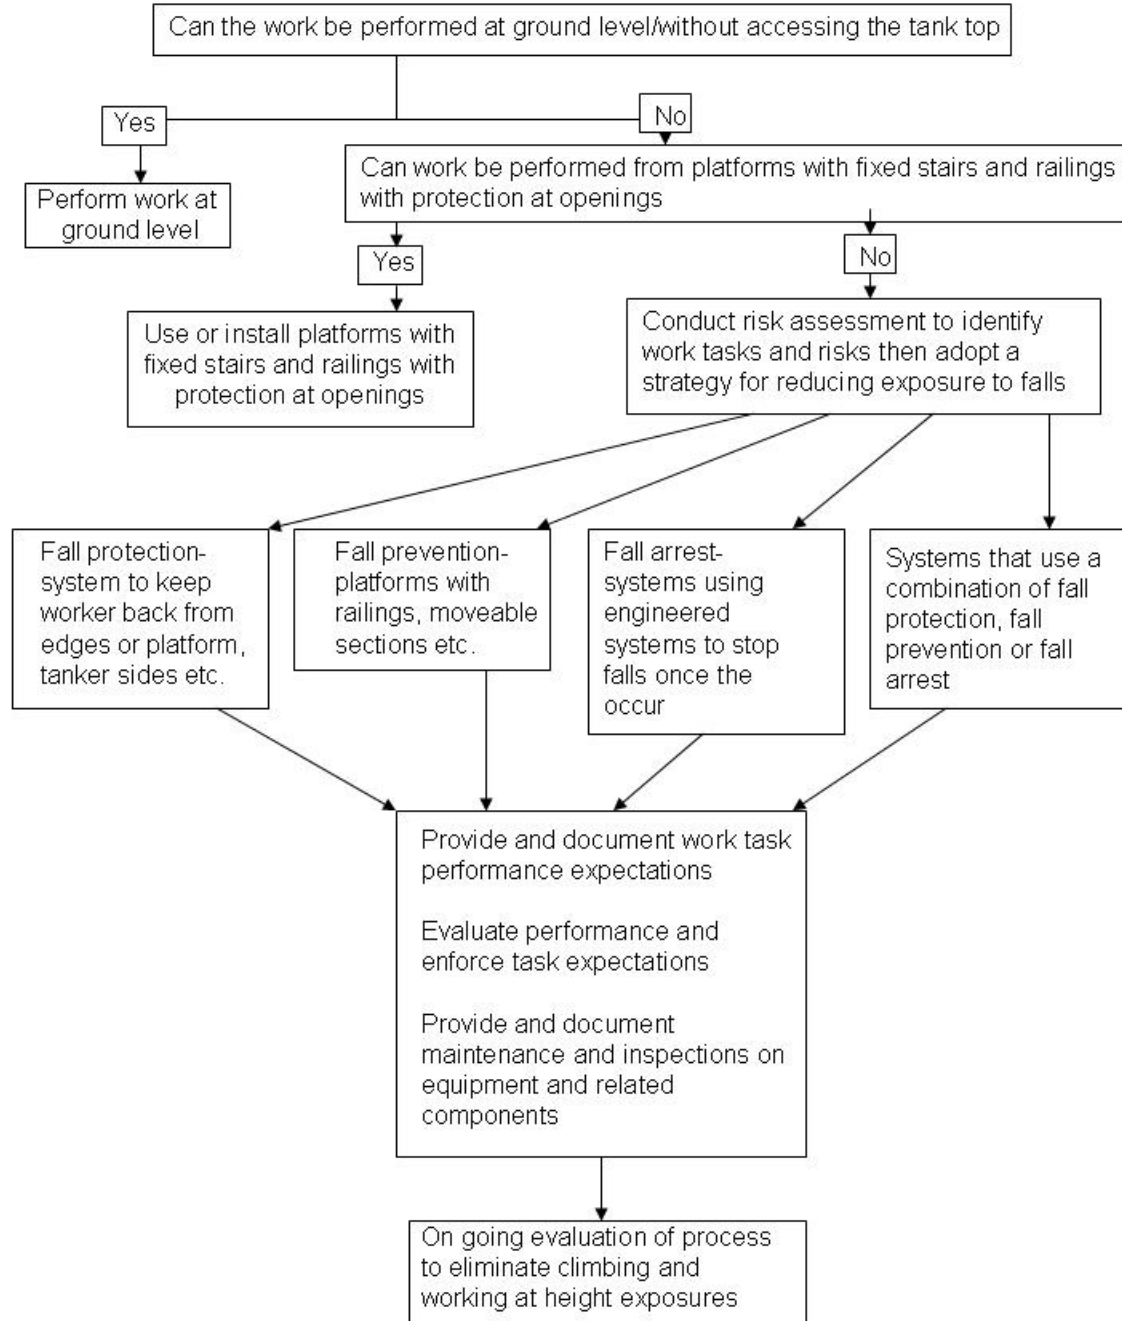 Can the work be performed at ground level/without accessing the tank top
Yes
No
Perform work at
ground level
Can work be performed from platforms with fixed stairs and railings
with protection at openings
Yes
No
Use or install platforms with
fixed stairs and railings with
protection at openings
Conduct risk assessment to identify
work tasks and risks then adopt a
strategy for reducing exposure to falls
Fall protection-
system to keep
worker back from
edges or platform,
tanker sides etc.
Fall prevention-
platforms with
railings, moveable
sections etc.
Fall arrest-
systems using
engineered
systems to stop
falls once the
occur
Systems that use a
combination of fall
protection, fall
prevention or fall
arrest
Provide and document work task
performance expectations
Evaluate performance and
enforce task expectations
Provide and document
maintenance and inspections on
equipment and related
components
On going evaluation of process
to eliminate climbing and
working at height exposures